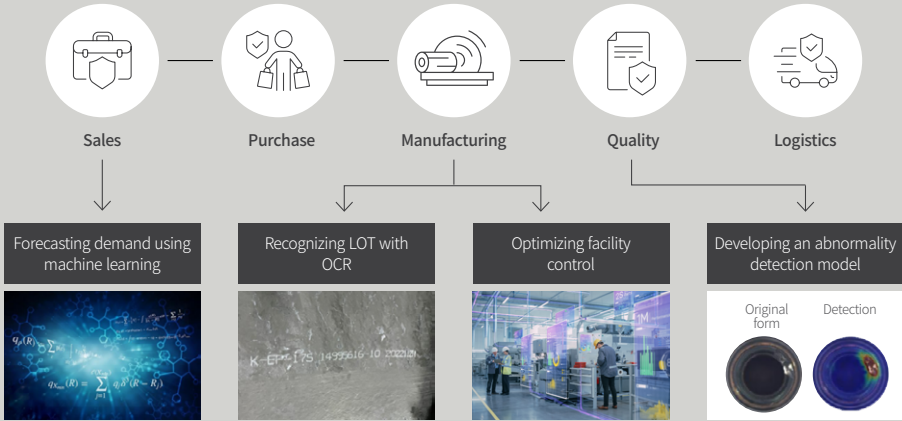 Sales
Purchase
Manufacturing
Quality
Logistics
Forecasting demand using
machine learning
Recognizing LOT with
OCR
Optimizing facility
control
Developing an abnormality
detection model
Original
form
Detection
1M